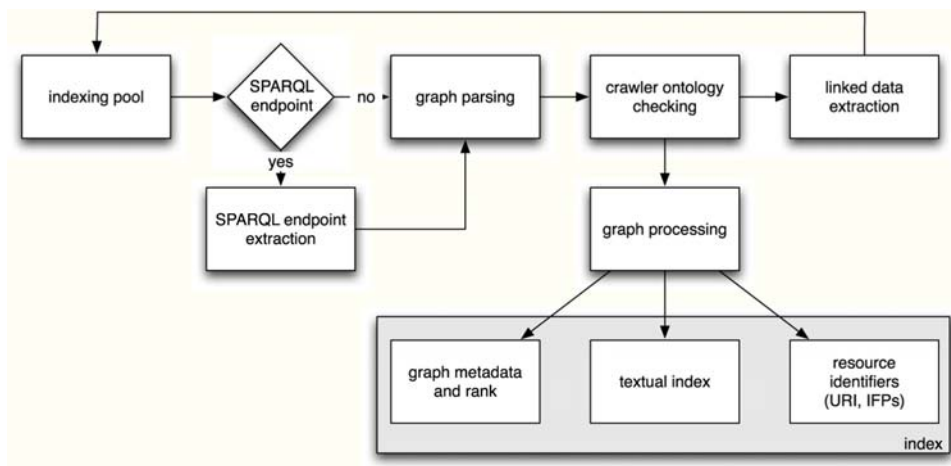 indexing pool
SPARQL
endpoint
no
graph parsing
crawler ontology
checking
linked data
extraction
yes
SPARQL endpoint
extraction
graph processing
graph metadata
and rank
textual index
resource
identifiers
(URI, IFPs)
index